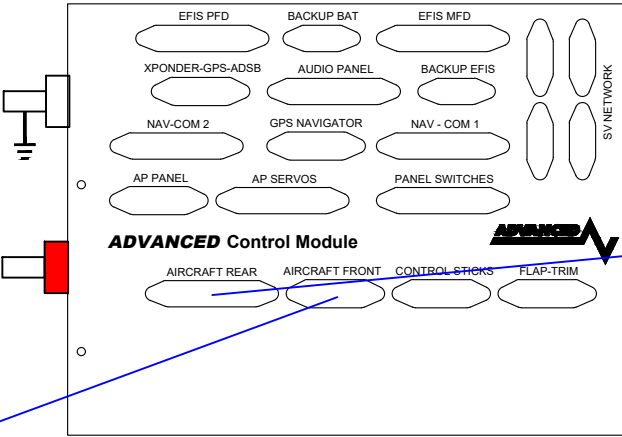 EFIS PFD BACKUP BAT EFIS MFD
XPONDER-GPS-ADSB AUDIO PANEL BACKUP EFIS
SV NETWORK
NAV-COM 2 GPS NAVIGATOR NAV - COM 1
AP PANEL AP SERVOS PANEL SWITCHES
ADVANCED Control Module
ADVANCED
AIRCRAFT REAR AIRCRAFT FRONT CONTROL STICKS FLAP-TRIM